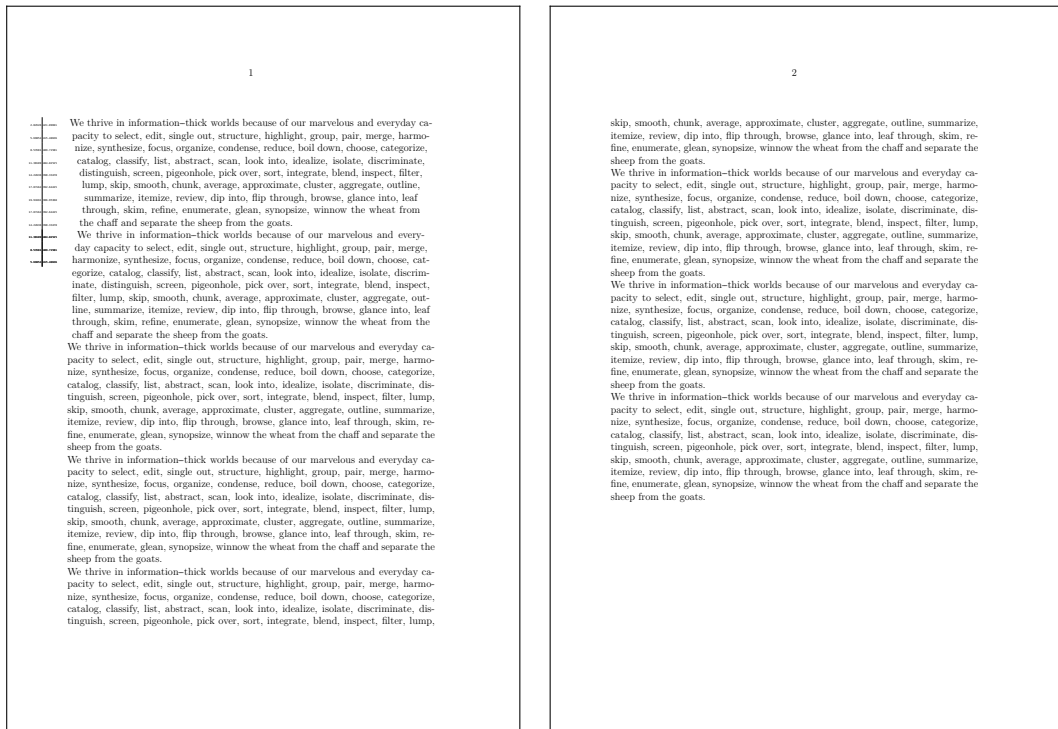 1
We thrive in information–thick worlds because of our marvelous and everyday ca-
pacity to select, edit, single out, structure, highlight, group, pair, merge, harmo-
nize, synthesize, focus, organize, condense, reduce, boil down, choose, categorize,
catalog, classify, list, abstract, scan, look into, idealize, isolate, discriminate,
distinguish, screen, pigeonhole, pick over, sort, integrate, blend, inspect, filter,
lump, skip, smooth, chunk, average, approximate, cluster, aggregate, outline,
summarize, itemize, review, dip into, flip through, browse, glance into, leaf
through, skim, refine, enumerate, glean, synopsize, winnow the wheat from
the chaff and separate the sheep from the goats.
We thrive in information–thick worlds because of our marvelous and every-
day capacity to select, edit, single out, structure, highlight, group, pair, merge,
harmonize, synthesize, focus, organize, condense, reduce, boil down, choose, cat-
egorize, catalog, classify, list, abstract, scan, look into, idealize, isolate, discrim-
inate, distinguish, screen, pigeonhole, pick over, sort, integrate, blend, inspect,
filter, lump, skip, smooth, chunk, average, approximate, cluster, aggregate, out-
line, summarize, itemize, review, dip into, flip through, browse, glance into, leaf
through, skim, refine, enumerate, glean, synopsize, winnow the wheat from the
chaff and separate the sheep from the goats.
We thrive in information–thick worlds because of our marvelous and everyday ca-
pacity to select, edit, single out, structure, highlight, group, pair, merge, harmo-
nize, synthesize, focus, organize, condense, reduce, boil down, choose, categorize,
catalog, classify, list, abstract, scan, look into, idealize, isolate, discriminate, dis-
tinguish, screen, pigeonhole, pick over, sort, integrate, blend, inspect, filter, lump,
skip, smooth, chunk, average, approximate, cluster, aggregate, outline, summarize,
itemize, review, dip into, flip through, browse, glance into, leaf through, skim, re-
fine, enumerate, glean, synopsize, winnow the wheat from the chaff and separate the
sheep from the goats.
We thrive in information–thick worlds because of our marvelous and everyday ca-
pacity to select, edit, single out, structure, highlight, group, pair, merge, harmo-
nize, synthesize, focus, organize, condense, reduce, boil down, choose, categorize,
catalog, classify, list, abstract, scan, look into, idealize, isolate, discriminate, dis-
tinguish, screen, pigeonhole, pick over, sort, integrate, blend, inspect, filter, lump,
skip, smooth, chunk, average, approximate, cluster, aggregate, outline, summarize,
itemize, review, dip into, flip through, browse, glance into, leaf through, skim, re-
fine, enumerate, glean, synopsize, winnow the wheat from the chaff and separate the
sheep from the goats.
We thrive in information–thick worlds because of our marvelous and everyday ca-
pacity to select, edit, single out, structure, highlight, group, pair, merge, harmo-
nize, synthesize, focus, organize, condense, reduce, boil down, choose, categorize,
catalog, classify, list, abstract, scan, look into, idealize, isolate, discriminate, dis-
tinguish, screen, pigeonhole, pick over, sort, integrate, blend, inspect, filter, lump,
2
skip, smooth, chunk, average, approximate, cluster, aggregate, outline, summarize,
itemize, review, dip into, flip through, browse, glance into, leaf through, skim, re-
fine, enumerate, glean, synopsize, winnow the wheat from the chaff and separate the
sheep from the goats.
We thrive in information–thick worlds because of our marvelous and everyday ca-
pacity to select, edit, single out, structure, highlight, group, pair, merge, harmo-
nize, synthesize, focus, organize, condense, reduce, boil down, choose, categorize,
catalog, classify, list, abstract, scan, look into, idealize, isolate, discriminate, dis-
tinguish, screen, pigeonhole, pick over, sort, integrate, blend, inspect, filter, lump,
skip, smooth, chunk, average, approximate, cluster, aggregate, outline, summarize,
itemize, review, dip into, flip through, browse, glance into, leaf through, skim, re-
fine, enumerate, glean, synopsize, winnow the wheat from the chaff and separate the
sheep from the goats.
We thrive in information–thick worlds because of our marvelous and everyday ca-
pacity to select, edit, single out, structure, highlight, group, pair, merge, harmo-
nize, synthesize, focus, organize, condense, reduce, boil down, choose, categorize,
catalog, classify, list, abstract, scan, look into, idealize, isolate, discriminate, dis-
tinguish, screen, pigeonhole, pick over, sort, integrate, blend, inspect, filter, lump,
skip, smooth, chunk, average, approximate, cluster, aggregate, outline, summarize,
itemize, review, dip into, flip through, browse, glance into, leaf through, skim, re-
fine, enumerate, glean, synopsize, winnow the wheat from the chaff and separate the
sheep from the goats.
We thrive in information–thick worlds because of our marvelous and everyday ca-
pacity to select, edit, single out, structure, highlight, group, pair, merge, harmo-
nize, synthesize, focus, organize, condense, reduce, boil down, choose, categorize,
catalog, classify, list, abstract, scan, look into, idealize, isolate, discriminate, dis-
tinguish, screen, pigeonhole, pick over, sort, integrate, blend, inspect, filter, lump,
skip, smooth, chunk, average, approximate, cluster, aggregate, outline, summarize,
itemize, review, dip into, flip through, browse, glance into, leaf through, skim, re-
fine, enumerate, glean, synopsize, winnow the wheat from the chaff and separate the
sheep from the goats.